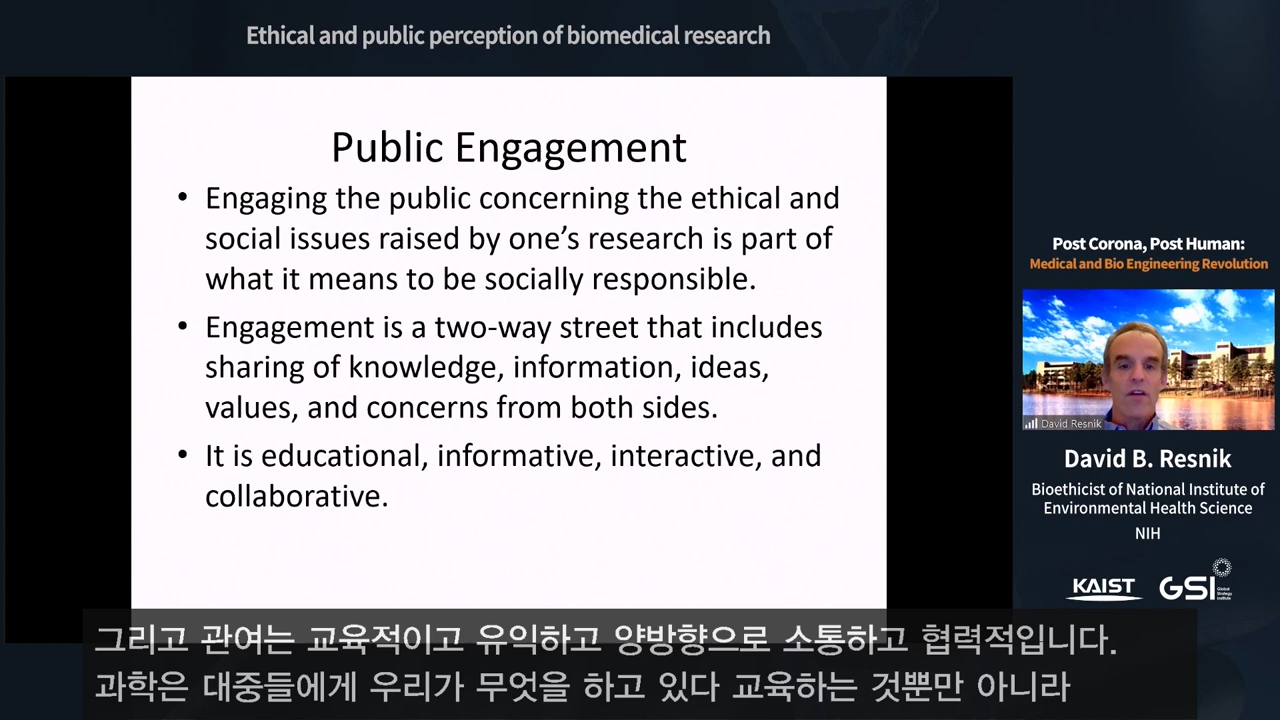 Ethical and public perception of biomedical research
Public Engagement
• Engaging the public concerning the ethical and
social issues raised by one's research is part of
what it means to be socially responsible.
• Engagement is a two-way street that includes
sharing of knowledge, information, ideas,
values, and concerns from both sides.
• It is educational, informative, interactive, and
collaborative.
Post Corona, Post Human:
Medical and Bio Engineering Revolution
David Resnik
David B. Resnik
Bioethicist of National Institute of
Environmental Health Science
NIH
KAIST
GSI
Global
Strategy
Institute
그리고 관여는 교육적이고 유익하고 양방향으로 소통하고 협력적입니다.
과학은 대중들에게 우리가 무엇을 하고 있다 교육하는 것뿐만 아니라